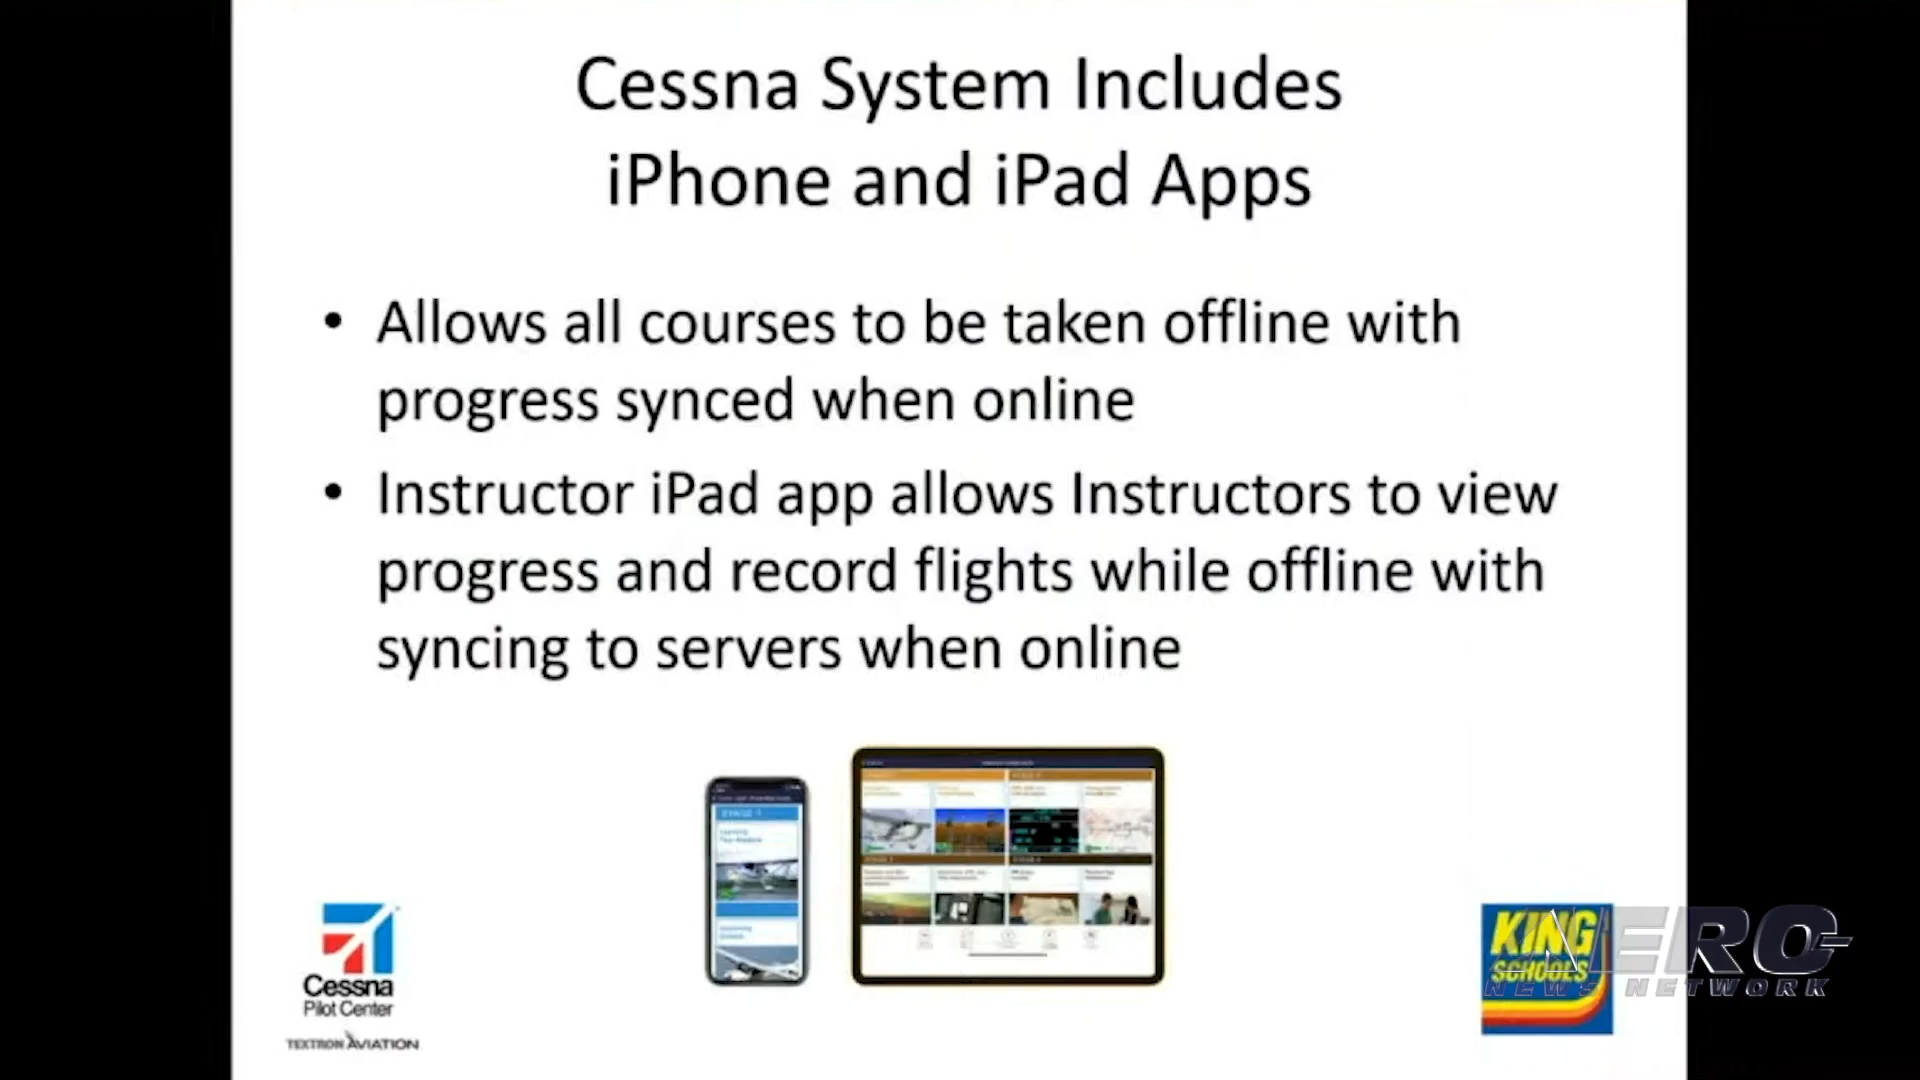 Cessna System Includes
iPhone and iPad Apps
• Allows all courses to be taken offline with
progress synced when online
• Instructor iPad app allows Instructors to view
progress and record flights while offline with
syncing to servers when online
Cessna
Pilot Center
TEXTRON AVIATION
KING
SCHOOLS
AERO
NEWS NETWORK